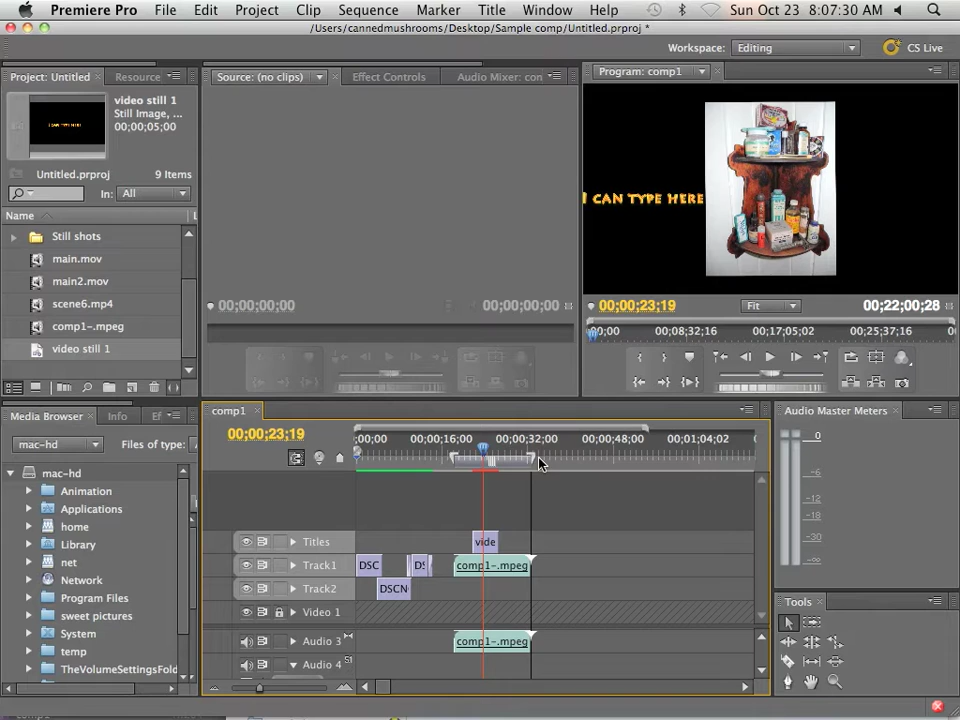 Premiere Pro File Edit Project Clip Sequence Marker Title Window Help Sun Oct 23 8:07:30 AM
/Users/cannedmushrooms/Desktop/Sample comp/Untitled.prproj *
Workspace: Editing CS Live
Project: Untitled Resource Source: (no clips) Effect Controls Audio Mixer: con Program: comp1
video still 1
Still Image, ...
00;00;05;00
I CAN TYPE HERE
Untitled.prproj 9 Items
In: All
Name L
Still shots
main.mov
main2.mov
scene6.mp4
comp1-.mpeg
video still 1
I CAN TYPE HERE
00;00;00;00 00;00;00;00
00;00;23;19 Fit 00;22;00;28
00;00 00;08;32;16 00;17;05;02 00;25;37;16 00
Media Browser Info Ef
mac-hd Files of type:
mac-hd
Animation
Applications
home
Library
net
Network
Program Files
sweet pictures
System
temp
TheVolumeSettingsFold
comp1
00;00;23;19
;00;00 00;00;16;00 00;00;32;00 00;00;48;00 00;01;04;02
Titles vide
Track1 DSC DS comp1-.mpeg
Track2 DSCN
Video 1
Audio 3 comp1-.mpeg
Audio 4
Audio Master Meters
0
-6
-12
-18
-30
Tools